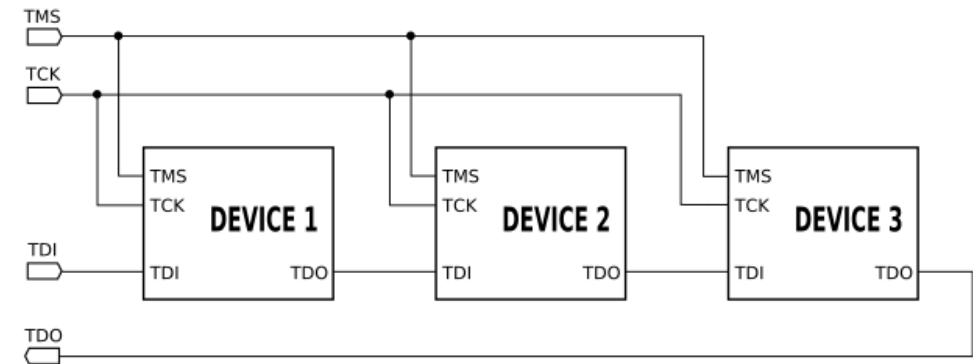 TMS
TCK
TMS
TCK
DEVICE 1
TDI
TDO
TMS
TCK
DEVICE 2
TDI
TDO
TMS
TCK
DEVICE 3
TDI
TDO
TDI
TDO